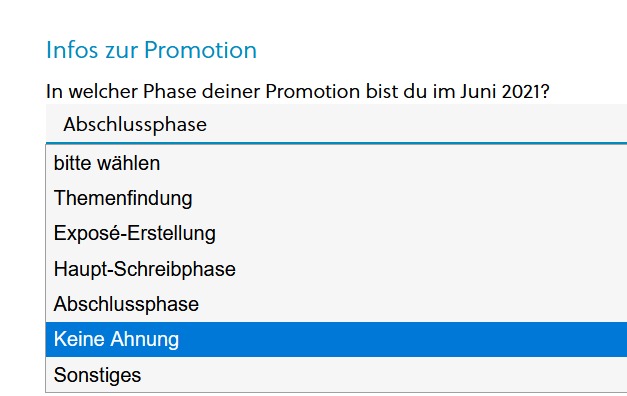 Infos zur Promotion
In welcher Phase deiner Promotion bist du im Juni 2021?
Abschlussphase
bitte wählen
Themenfindung
Exposé-Erstellung
Haupt-Schreibphase
Abschlussphase
Keine Ahnung
Sonstiges